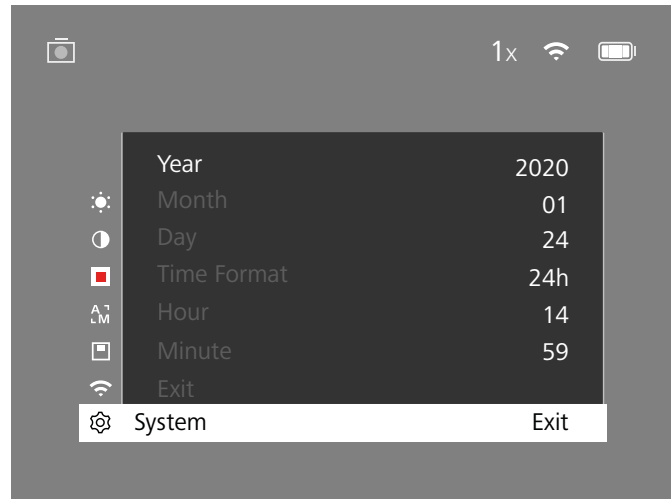 1x
Year 2020
Month 01
Day 24
Time Format 24h
A
M
Hour 14
Minute 59
Exit
System Exit